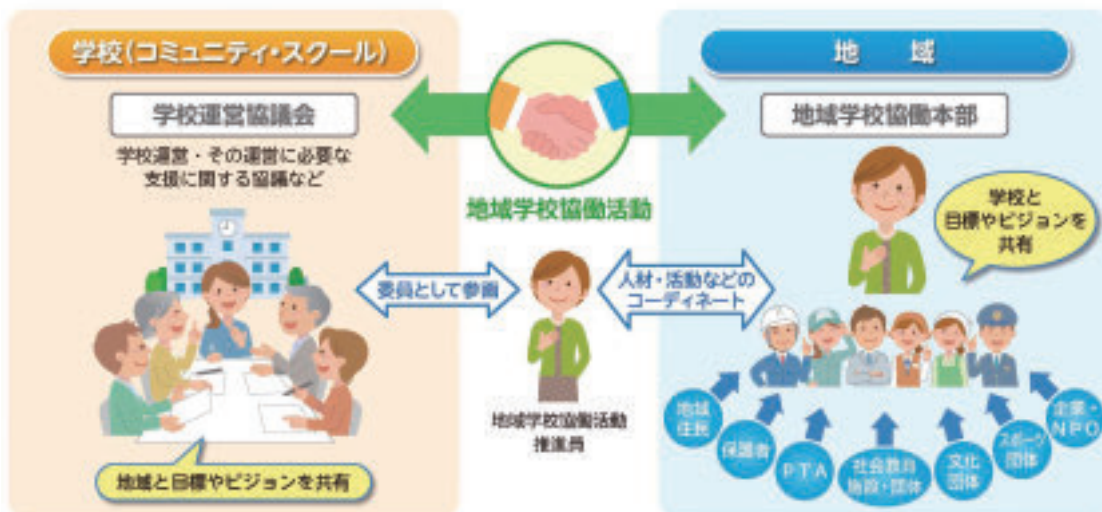 学校(コミュニティ・スクール)
学校運営協議会
学校運営・その運営に必要な
支援に関する協議など
地域と目標やビジョンを共有
地域学校協働活動
委員として参画
人材・活動などの
コーディネート
地域学校協働活動
推進員
地　域
地域学校協働本部
学校と
目標やビジョンを
共有
地域
住民
保護者
PTA
社会教育
施設・団体
文化
団体
スポーツ
団体
企業・
NPO